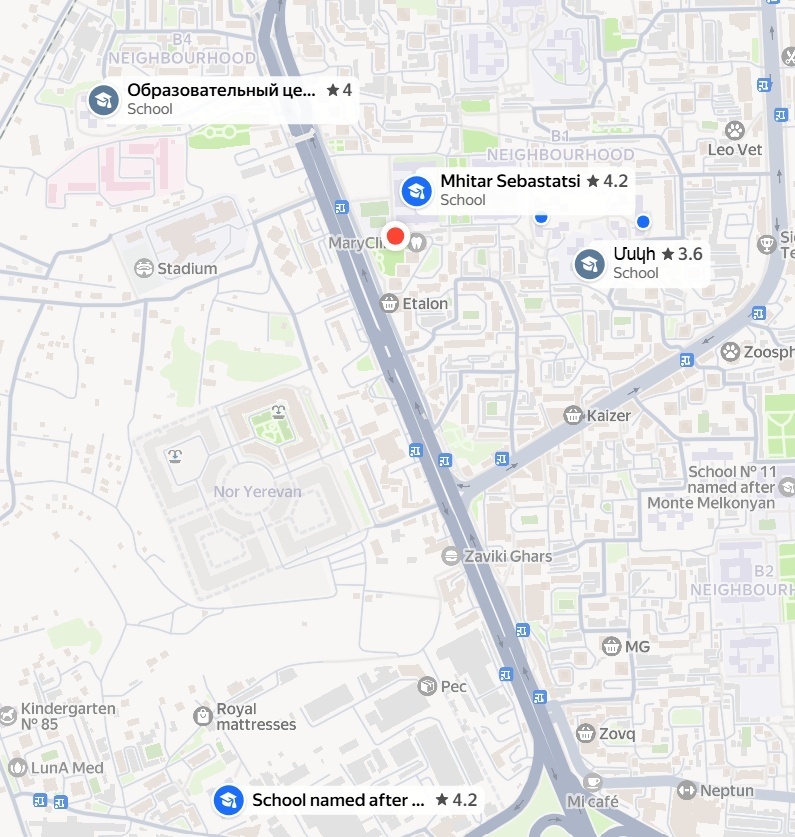 B4
NEIGHBOURHOOD
Образовательный це... ★ 4
School
B1
NEIGHBOURHOOD
Leo Vet
Mhitar Sebastatsi ★ 4.2
School
MaryCli
Մակի ★ 3.6
School
Stadium
Etalon
Zoosph
Kaizer
School № 11
named after
Monte Melkonyan
Nor Yerevan
Zaviki Ghars
B2
NEIGHBOURH
MG
Pec
Kindergarten
№ 85
Royal
mattresses
Zovq
LunA Med
School named after ... ★ 4.2
Mi café
Neptun